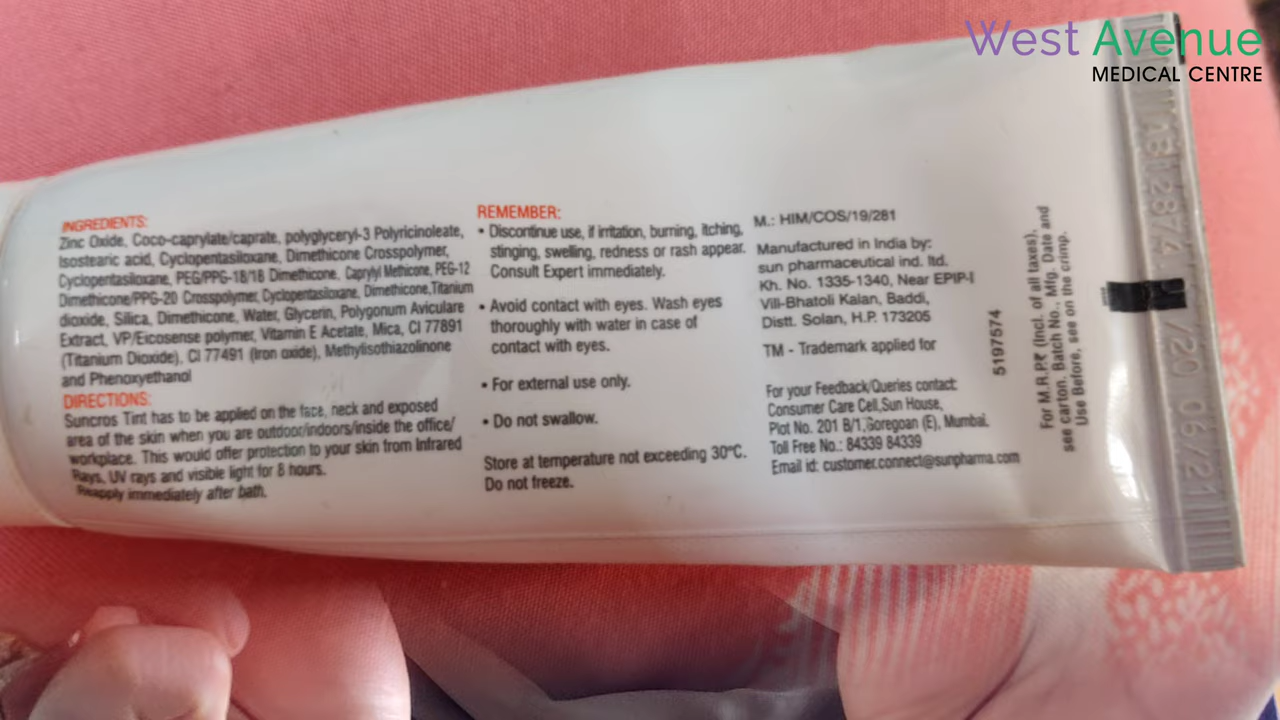 West Avenue
MEDICAL CENTRE
INGREDIENTS:
Zinc Oxide, Coco-caprylate/caprate, polyglyceryl-3 Polyricinoleate,
Isostearic acid, Cyclopentasiloxane, Dimethicone Crosspolymer,
Cyclopentasiloxane, PEG/PPG-18/18 Dimethicone, Caprylyl Methicone, PEG-12
Dimethicone/PPG-20 Crosspolymer, Cyclopentasiloxane, Dimethicone,Titanium
dioxide, Silica, Dimethicone, Water, Glycerin, Polygonum Aviculare
Extract, VP/Eicosense polymer, Vitamin E Acetate, Mica, CI 77891
(Titanium Dioxide), CI 77491 (Iron oxide), Methylisothiazolinone
and Phenoxyethanol
DIRECTIONS:
Suncros Tint has to be applied on the face, neck and exposed
area of the skin when you are outdoor/indoors/inside the office/
workplace. This would offer protection to your skin from Infrared
Rays, UV rays and visible light for 8 hours.
Reapply immediately after bath.
REMEMBER:
• Discontinue use, if irritation, burning, itching,
stinging, swelling, redness or rash appear.
Consult Expert immediately.
• Avoid contact with eyes. Wash eyes
thoroughly with water in case of
contact with eyes.
• For external use only.
• Do not swallow.
Store at temperature not exceeding 30°C.
Do not freeze.
M.: HIM/COS/19/281
Manufactured in India by:
sun pharmaceutical ind. ltd.
Kh. No. 1335-1340, Near EPIP-I
Vill-Bhatoli Kalan, Baddi,
Distt. Solan, H.P. 173205
TM - Trademark applied for
For your Feedback/Queries contact:
Consumer Care Cell,Sun House,
Plot No. 201 B/1,Goregoan (E), Mumbai.
Toll Free No.: 84339 84339
Email id: customer.connect@sunpharma.com
5197574
For M.R.P.₹ (Incl. of all taxes),
see carton. Batch No., Mfg. Date and
Use Before, see on the crimp.
/20 06/21